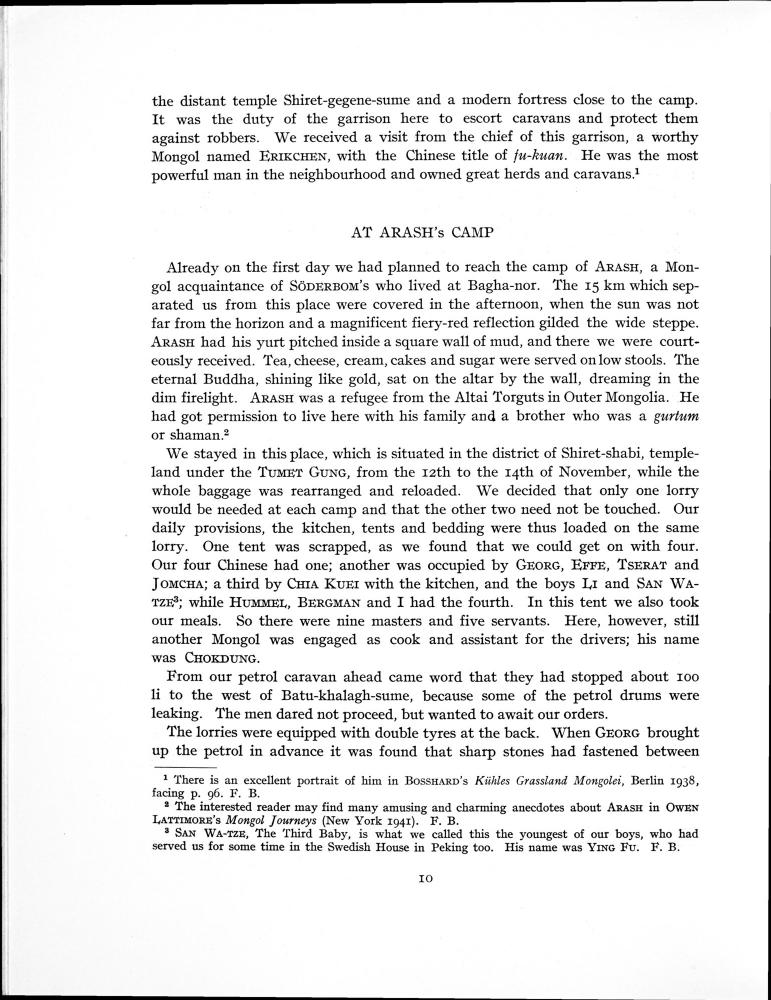 the distant temple Shiret-gegene-sume and a modern fortress close to the camp.
It was the duty of the garrison here to escort caravans and protect them
against robbers. We received a visit from the chief of this garrison, a worthy
Mongol named ERIKCHEN, with the Chinese title of fu-kuan. He was the most
powerful man in the neighbourhood and owned great herds and caravans.¹
AT ARASH's CAMP
Already on the first day we had planned to reach the camp of ARASH, a Mon-
gol acquaintance of SÖDERBOM's who lived at Bagha-nor. The 15 km which sep-
arated us from this place were covered in the afternoon, when the sun was not
far from the horizon and a magnificent fiery-red reflection gilded the wide steppe.
ARASH had his yurt pitched inside a square wall of mud, and there we were court-
eously received. Tea, cheese, cream, cakes and sugar were served on low stools. The
eternal Buddha, shining like gold, sat on the altar by the wall, dreaming in the
dim firelight. ARASH was a refugee from the Altai Torguts in Outer Mongolia. He
had got permission to live here with his family and a brother who was a gurtum
or shaman.²
We stayed in this place, which is situated in the district of Shiret-shabi, temple-
land under the TUMET GUNG, from the 12th to the 14th of November, while the
whole baggage was rearranged and reloaded. We decided that only one lorry
would be needed at each camp and that the other two need not be touched. Our
daily provisions, the kitchen, tents and bedding were thus loaded on the same
lorry. One tent was scrapped, as we found that we could get on with four.
Our four Chinese had one; another was occupied by GEORG, EFFE, TSERAT and
JOMCHA; a third by CHIA KUEI with the kitchen, and the boys LI and SAN WA-
TZE³; while HUMMEL, BERGMAN and I had the fourth. In this tent we also took
our meals. So there were nine masters and five servants. Here, however, still
another Mongol was engaged as cook and assistant for the drivers; his name
was CHOKDUNG.
From our petrol caravan ahead came word that they had stopped about 100
li to the west of Batu-khalagh-sume, because some of the petrol drums were
leaking. The men dared not proceed, but wanted to await our orders.
The lorries were equipped with double tyres at the back. When GEORG brought
up the petrol in advance it was found that sharp stones had fastened between
¹ There is an excellent portrait of him in BOSSHARD's Kühles Grassland Mongolei, Berlin 1938,
facing p. 96. F. B.
² The interested reader may find many amusing and charming anecdotes about ARASH in OWEN
LATTIMORE's Mongol Journeys (New York 1941). F. B.
³ SAN WA-TZE, The Third Baby, is what we called this the youngest of our boys, who had
served us for some time in the Swedish House in Peking too. His name was YING FU. F. B.
10